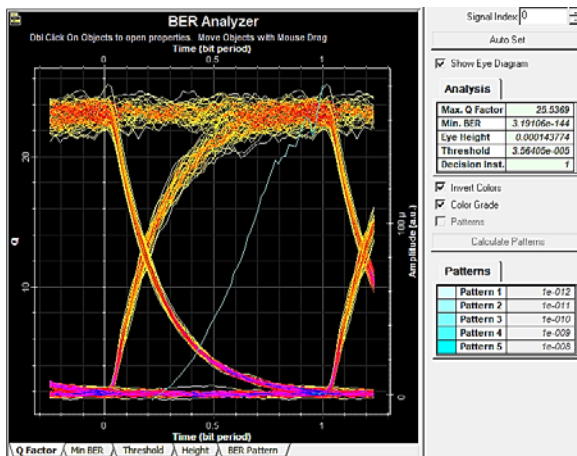 BER Analyzer
Dbl Click On Objects to open properties. Move Objects with Mouse Drag
Time (bit period)
0 0.5 1
20
10
Q
100 µ
0
Amplitude (a.u.)
0 0.5 1
Time (bit period)
Q Factor Min BER Threshold Height BER Pattern
Signal Index: 0
Auto Set
Show Eye Diagram
Analysis
Max. Q Factor 25.5369
Min. BER 3.19106e-144
Eye Height 0.000143774
Threshold 3.56405e-005
Decision Inst. 1
Invert Colors
Color Grade
Patterns
Calculate Patterns
Patterns
Pattern 1 1e-012
Pattern 2 1e-011
Pattern 3 1e-010
Pattern 4 1e-009
Pattern 5 1e-008